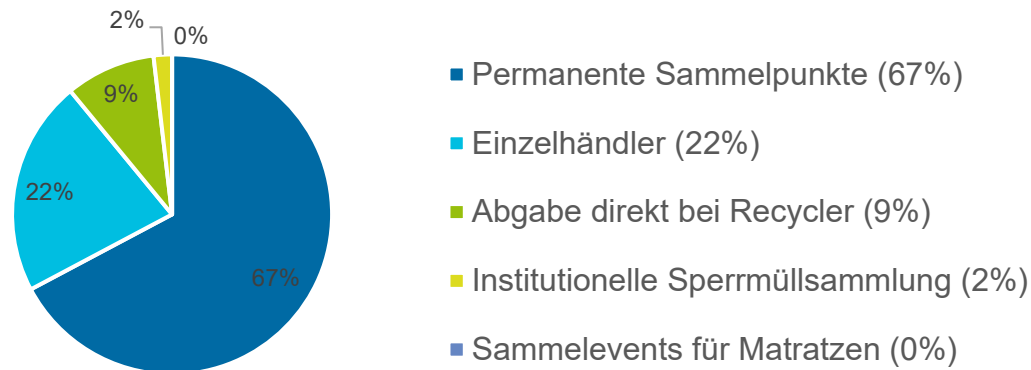 2%
0%
9%
22%
67%
Permanente Sammelpunkte (67%)
Einzelhändler (22%)
Abgabe direkt bei Recycler (9%)
Institutionelle Sperrmüllsammlung (2%)
Sammelevents für Matratzen (0%)